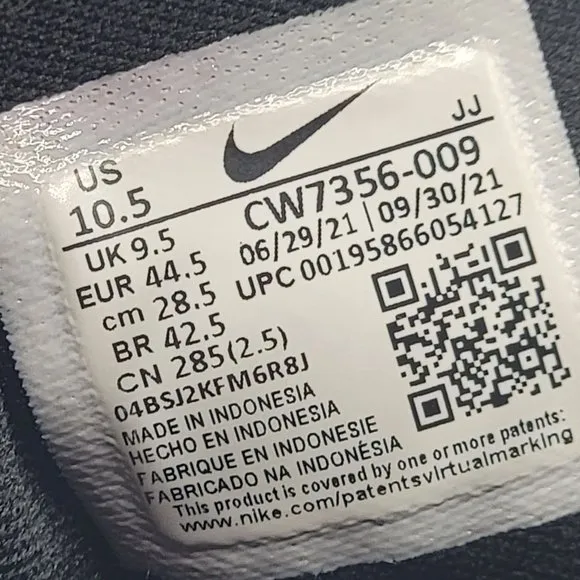 JJ
US
10.5
UK 9.5
EUR 44.5
cm 28.5
BR 42.5
CN 285(2.5)
CW7356-009
06/29/21 | 09/30/21
UPC 00195866054127
04BSJ2KFM6R8J
MADE IN INDONESIA
HECHO EN INDONESIA
FABRIQUE EN INDONESIE
FABRICADO NA INDONÉSIA
This product is covered by one or more patents:
www.nike.com/patentsvirtualmarking